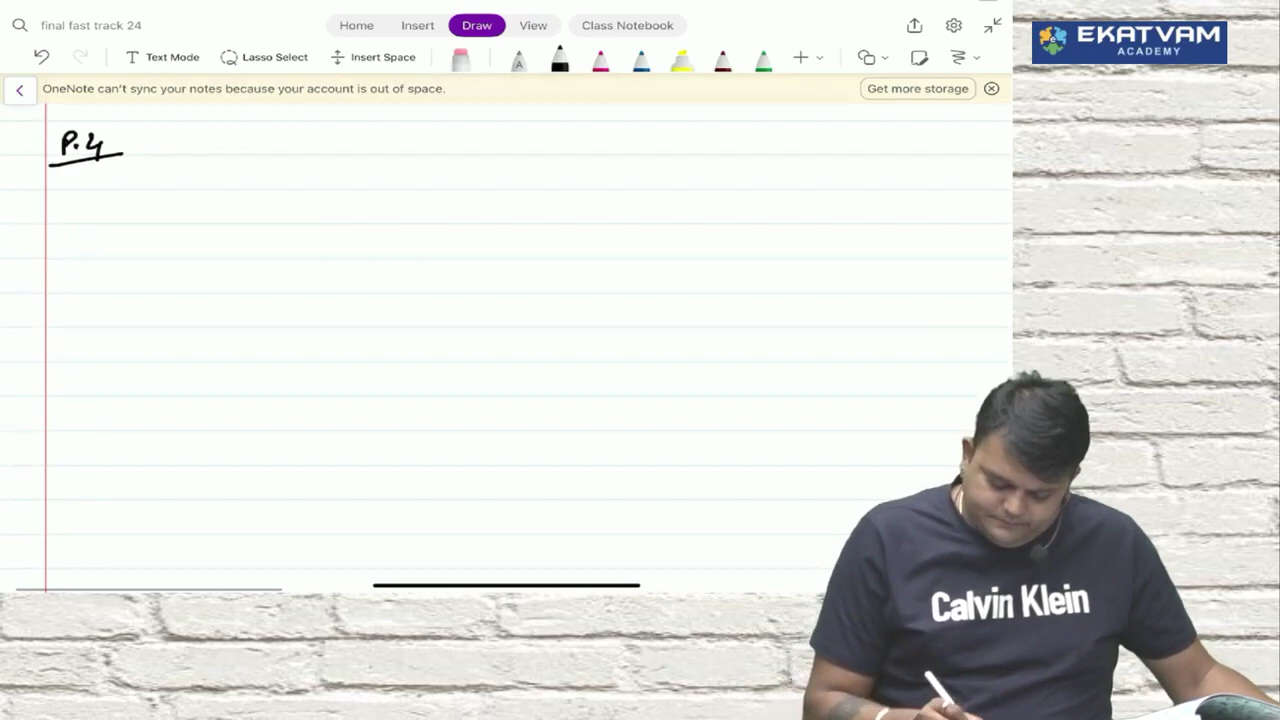 final fast track 24
Home Insert Draw View Class Notebook
Text Mode Lasso Select Insert Space
OneNote can't sync your notes because your account is out of space.
Get more storage
EKATVAM
ACADEMY
P.4
Calvin Klein